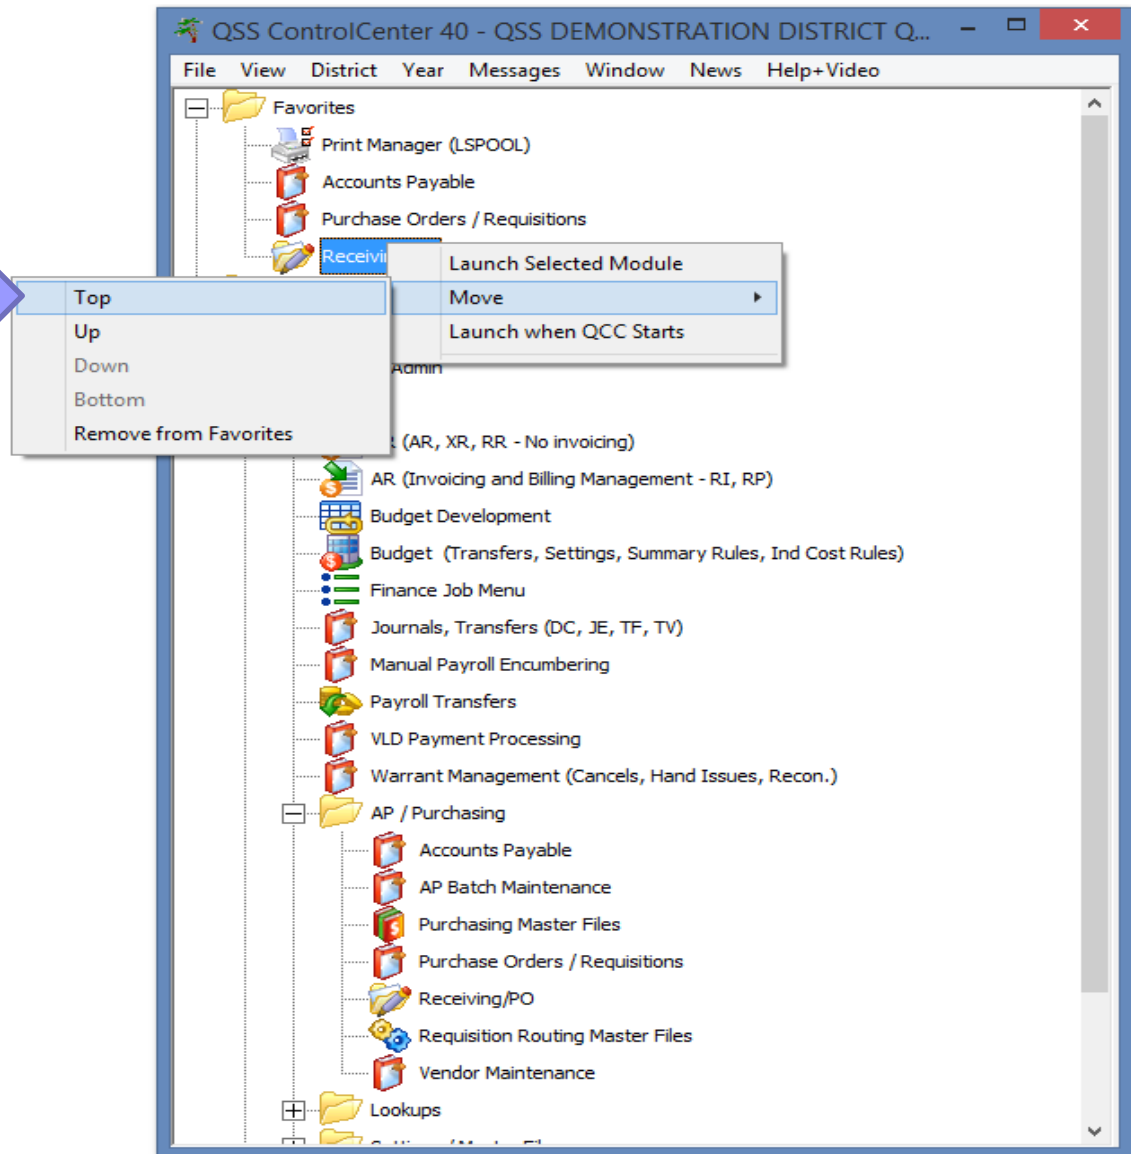 QSS ControlCenter 40 - QSS DEMONSTRATION DISTRICT Q...
File View District Year Messages Window News Help+Video
Favorites
Print Manager (LSPOOL)
Accounts Payable
Purchase Orders / Requisitions
Launch Selected Module
Move
Launch when QCC Starts
Top
Up
Down
Bottom
Remove from Favorites
Admin
(AR, XR, RR - No invoicing)
AR (Invoicing and Billing Management - RI, RP)
Budget Development
Budget (Transfers, Settings, Summary Rules, Ind Cost Rules)
Finance Job Menu
Journals, Transfers (DC, JE, TF, TV)
Manual Payroll Encumbering
Payroll Transfers
VLD Payment Processing
Warrant Management (Cancels, Hand Issues, Recon.)
AP / Purchasing
Accounts Payable
AP Batch Maintenance
Purchasing Master Files
Purchase Orders / Requisitions
Receiving/PO
Requisition Routing Master Files
Vendor Maintenance
Lookups